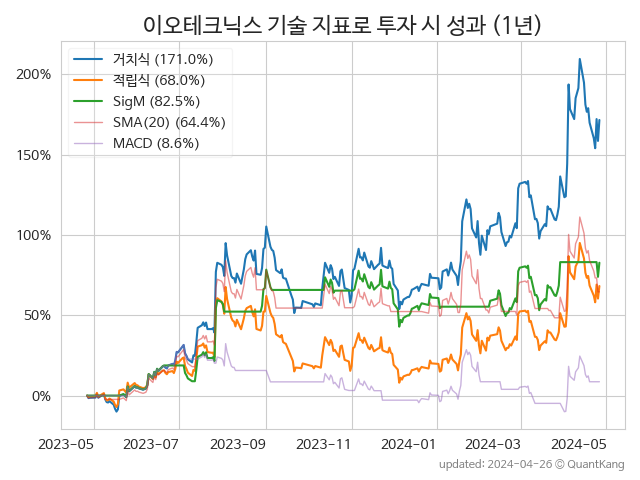 이오테크닉스 기술 지표로 투자 시 성과 (1년)
거치식 (171.0%)
적립식 (68.0%)
SigM (82.5%)
SMA(20) (64.4%)
MACD (8.6%)
200%
150%
100%
50%
0%
2023-05 2023-07 2023-09 2023-11 2024-01 2024-03 2024-05
updated: 2024-04-26 © QuantKang